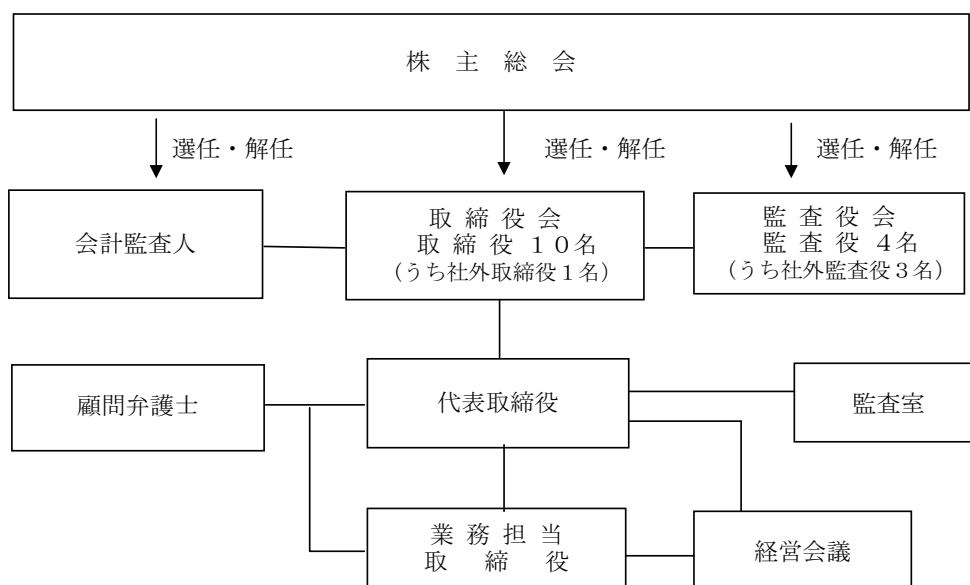 株 主 総 会
選任・解任
選任・解任
選任・解任
会計監査人
取 締 役 会
取 締 役 １０名
（うち社外取締役１名）
監 査 役 会
監 査 役 ４名
（うち社外監査役３名）
顧問弁護士
代表取締役
監査室
業 務 担 当
取 締 役
経営会議